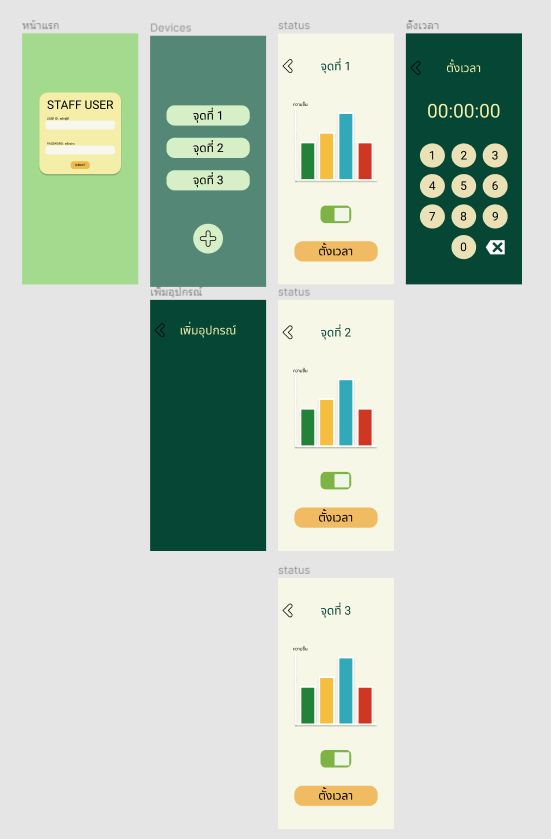 หน้าแรก
STAFF USER
USER ID: รหัสผู้ใช้
PASSWORD: รหัสผ่าน
SUBMIT
Devices
จุดที่ 1
จุดที่ 2
จุดที่ 3
status
จุดที่ 1
ความชื้น
ตั้งเวลา
ตั้งเวลา
ตั้งเวลา
00:00:00
1 2 3
4 5 6
7 8 9
0
เพิ่มอุปกรณ์
เพิ่มอุปกรณ์
status
จุดที่ 2
ความชื้น
ตั้งเวลา
status
จุดที่ 3
ความชื้น
ตั้งเวลา